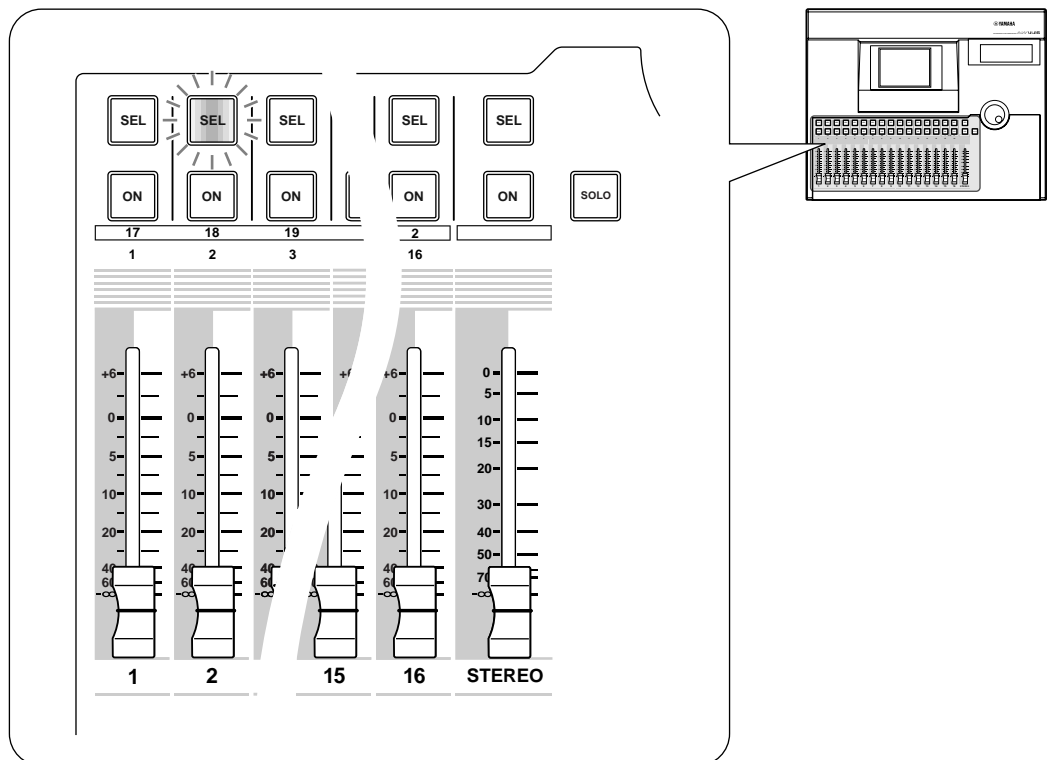 YAMAHA
SEL SEL SEL SEL SEL
ON ON ON ON ON SOLO
17 18 19 2
1 2 3 16
+6 +6 +6 +6 +6 0
5
0 0 0 0 10
15
5 5 5 5 20
10 10 10 10 30
20 20 20 20 40
50
40 40 40 40 70
60 60 60 60
-∞ -∞ -∞ -∞ -∞
1 2 15 16 STEREO